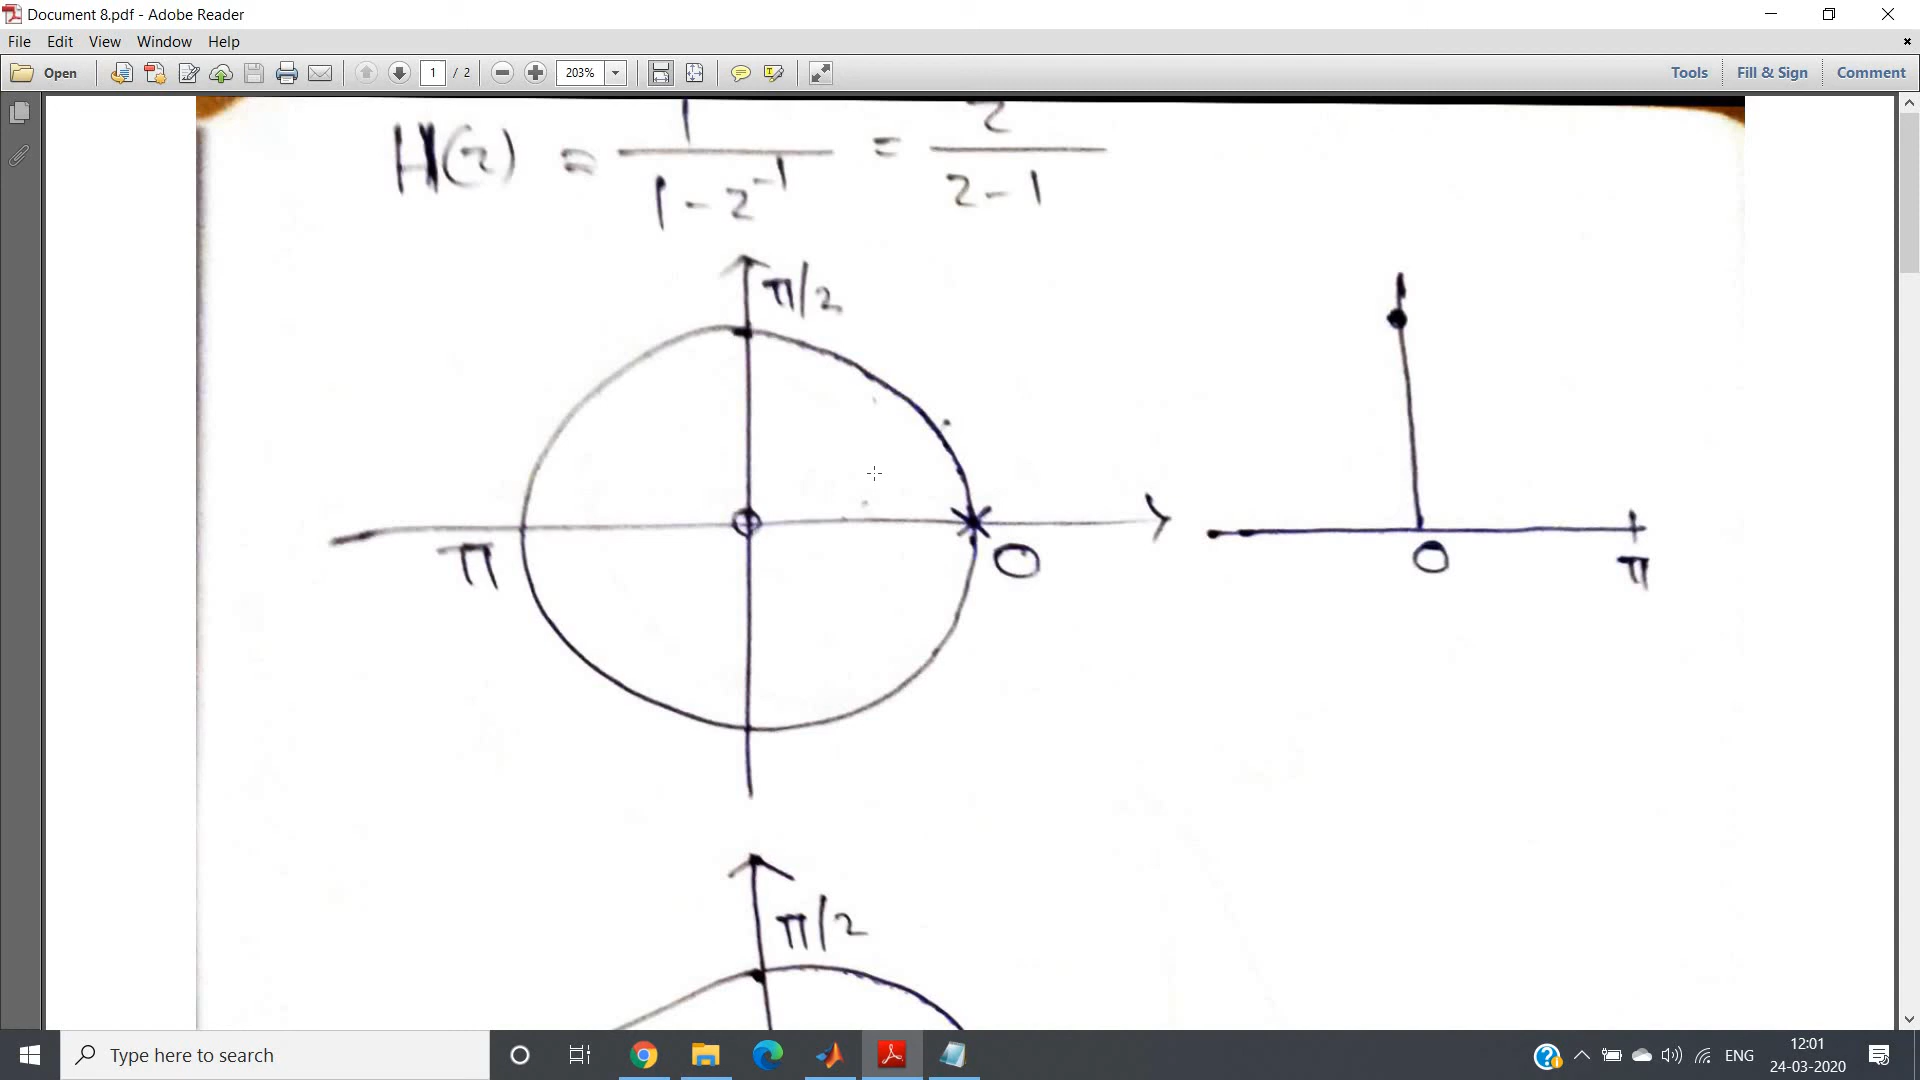 Document 8.pdf - Adobe Reader
File Edit View Window Help
Open 1 / 2 203% Tools Fill & Sign Comment
H(z) = 1 / (1 - z^-1) = z / (z - 1)
π/2
π 0
0 π
π/2
Type here to search
ENG
12:01
24-03-2020